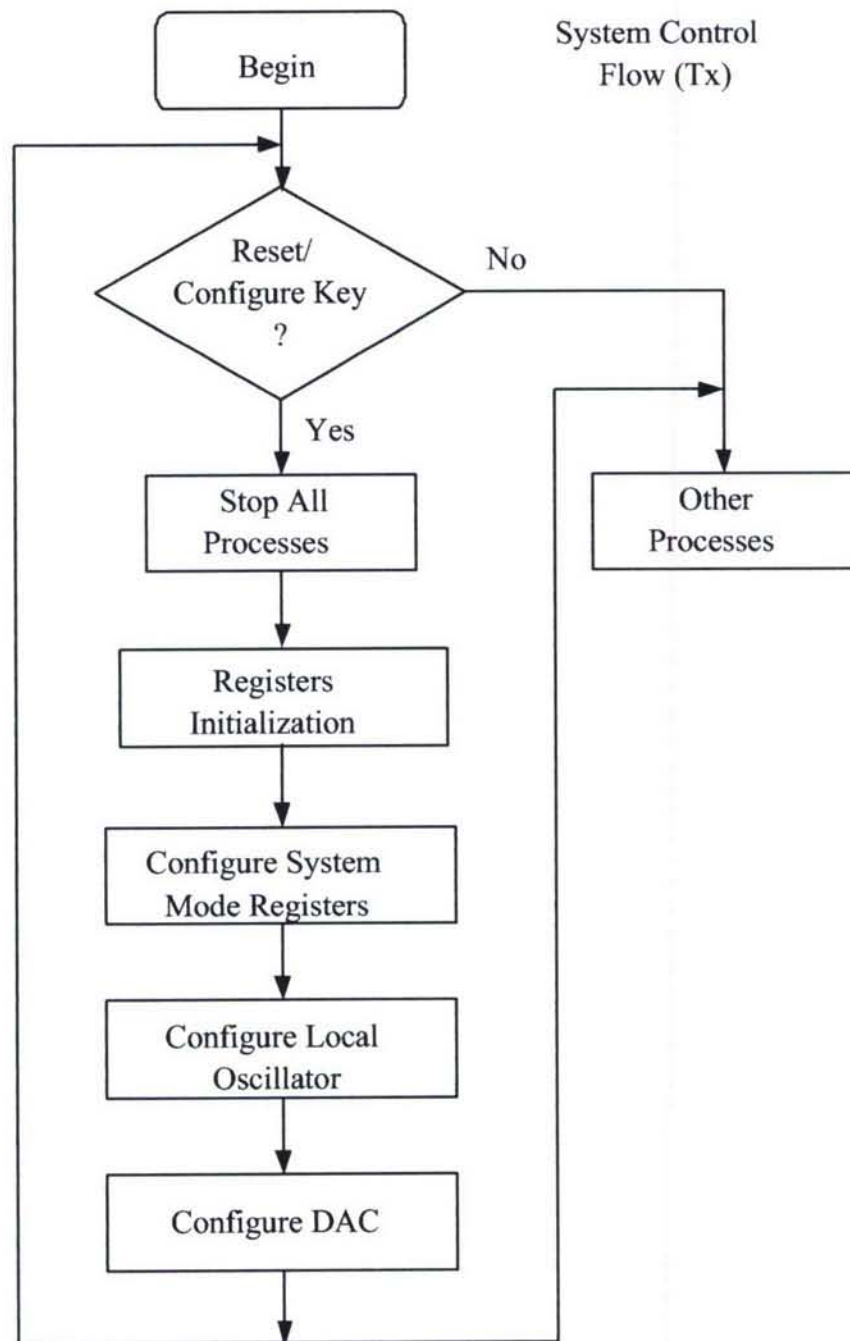 System Control
Flow (Tx)
Begin
Reset/
Configure Key
?
No
Yes
Stop All
Processes
Other
Processes
Registers
Initialization
Configure System
Mode Registers
Configure Local
Oscillator
Configure DAC